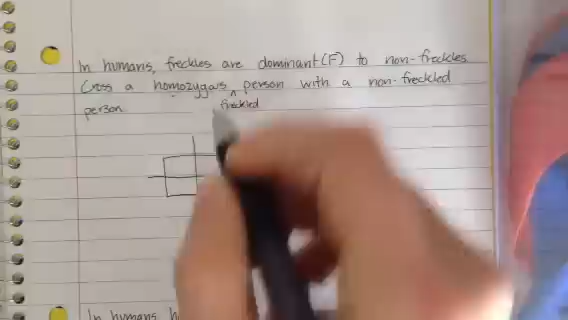 In humans, freckles are dominant (F) to non-freckles
Cross a homozygous person with a non-freckled
freckled
person
In humans h